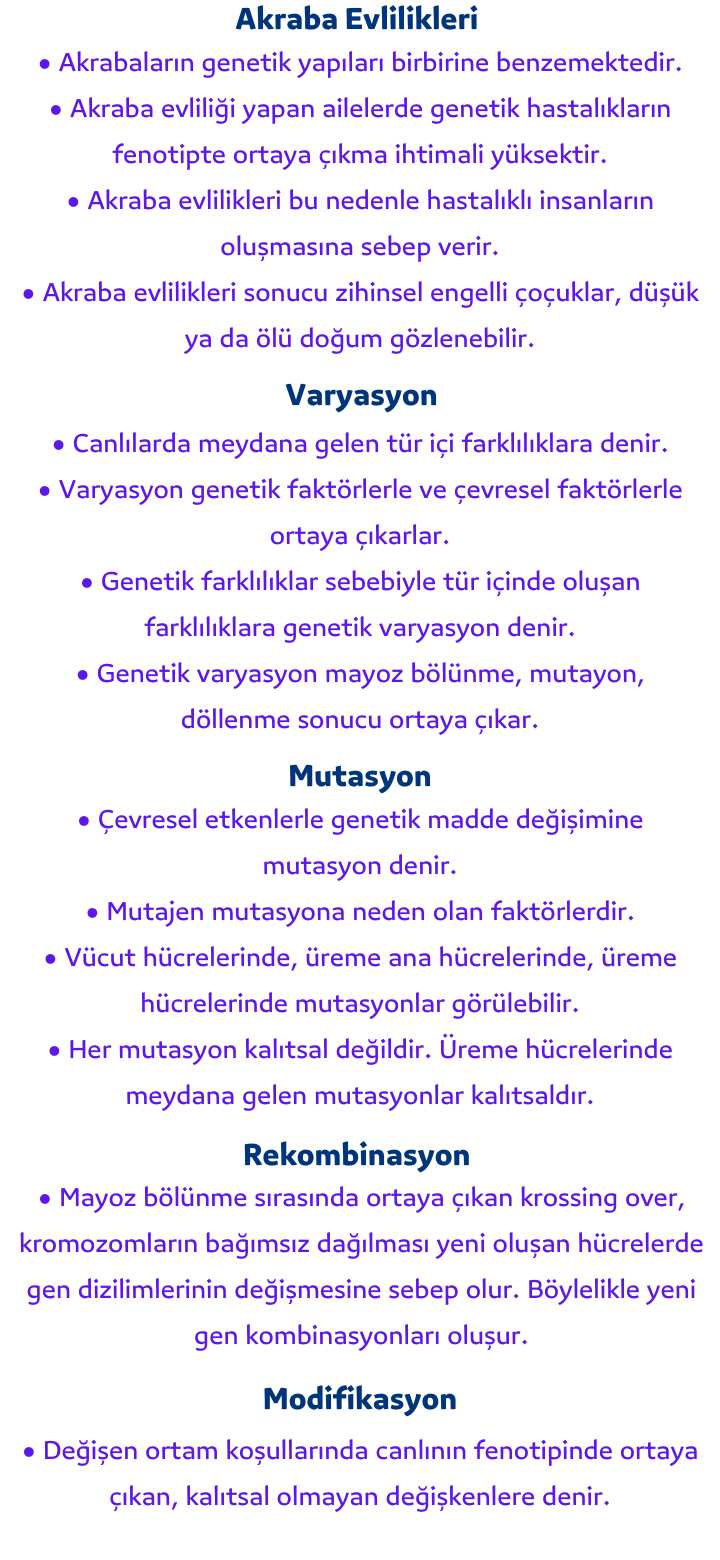 Akraba Evlilikleri
• Akrabaların genetik yapıları birbirine benzemektedir.
• Akraba evliliği yapan ailelerde genetik hastalıkların
fenotipte ortaya çıkma ihtimali yüksektir.
• Akraba evlilikleri bu nedenle hastalıklı insanların
oluşmasına sebep verir.
• Akraba evlilikleri sonucu zihinsel engelli çoçuklar, düşük
ya da ölü doğum gözlenebilir.
Varyasyon
• Canlılarda meydana gelen tür içi farklılıklara denir.
• Varyasyon genetik faktörlerle ve çevresel faktörlerle
ortaya çıkarlar.
• Genetik farklılıklar sebebiyle tür içinde oluşan
farklılıklara genetik varyasyon denir.
• Genetik varyasyon mayoz bölünme, mutayon,
döllenme sonucu ortaya çıkar.
Mutasyon
• Çevresel etkenlerle genetik madde değişimine
mutasyon denir.
• Mutajen mutasyona neden olan faktörlerdir.
• Vücut hücrelerinde, üreme ana hücrelerinde, üreme
hücrelerinde mutasyonlar görülebilir.
• Her mutasyon kalıtsal değildir. Üreme hücrelerinde
meydana gelen mutasyonlar kalıtsaldır.
Rekombinasyon
• Mayoz bölünme sırasında ortaya çıkan krossing over,
kromozomların bağımsız dağılması yeni oluşan hücrelerde
gen dizilimlerinin değişmesine sebep olur. Böylelikle yeni
gen kombinasyonları oluşur.
Modifikasyon
• Değişen ortam koşullarında canlının fenotipinde ortaya
çıkan, kalıtsal olmayan değişkenlere denir.